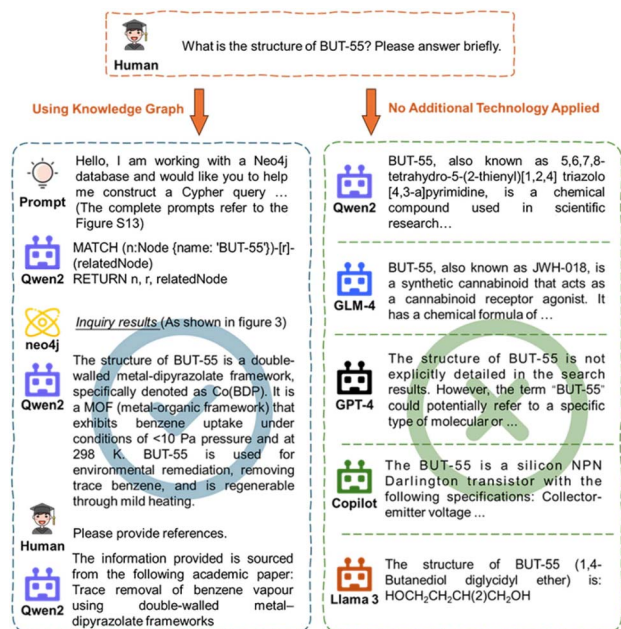 What is the structure of BUT-55? Please answer briefly.
Human
Using Knowledge Graph
No Additional Technology Applied
Hello, I am working with a Neo4j
database and would like you to help
me construct a Cypher query ...
(The complete prompts refer to the
Figure S13)
Prompt
MATCH (n:Node {name: 'BUT-55'})-[r]-
(relatedNode)
RETURN n, r, relatedNode
Qwen2
Inquiry results (As shown in figure 3)
neo4j
The structure of BUT-55 is a double-
walled metal-dipyrazolate framework,
specifically denoted as Co(BDP). It is
a MOF (metal-organic framework) that
exhibits benzene uptake under
conditions of <10 Pa pressure and at
298 K. BUT-55 is used for
environmental remediation, removing
trace benzene, and is regenerable
through mild heating.
Qwen2
Please provide references.
Human
The information provided is sourced
from the following academic paper:
Trace removal of benzene vapour
using double-walled metal–
dipyrazolate frameworks
Qwen2
BUT-55, also known as 5,6,7,8-
tetrahydro-5-(2-thienyl)[1,2,4] triazolo
[4,3-a]pyrimidine, is a chemical
compound used in scientific
research…
Qwen2
BUT-55, also known as JWH-018, is
a synthetic cannabinoid that acts as
a cannabinoid receptor agonist. It
has a chemical formula of …
GLM-4
The structure of BUT-55 is not
explicitly detailed in the search
results. However, the term "BUT-55"
could potentially refer to a specific
type of molecular or ...
GPT-4
The BUT-55 is a silicon NPN
Darlington transistor with the
following specifications: Collector-
emitter voltage ...
Copilot
The structure of BUT-55 (1,4-
Butanediol diglycidyl ether) is:
HOCH₂CH₂CH(2)CH₂OH
Llama 3